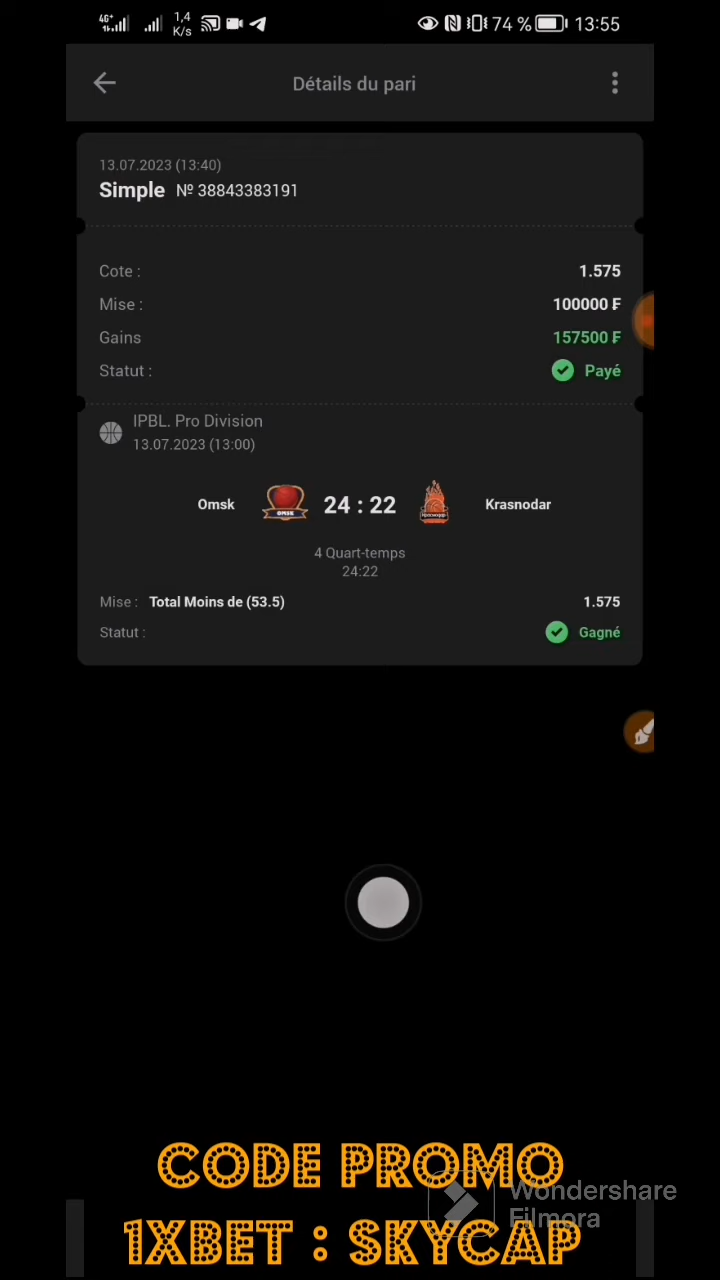 4G+ 1,4 K/s 74 % 13:55
Détails du pari
13.07.2023 (13:40)
Simple № 38843383191
Cote : 1.575
Mise : 100000 ₣
Gains 157500 ₣
Statut : Payé
IPBL. Pro Division
13.07.2023 (13:00)
Omsk OMSK 24 : 22 Krasnodar
4 Quart-temps
24:22
Mise : Total Moins de (53.5) 1.575
Statut : Gagné
CODE PROMO
Wondershare
Filmora
1XBET : SKYCAP